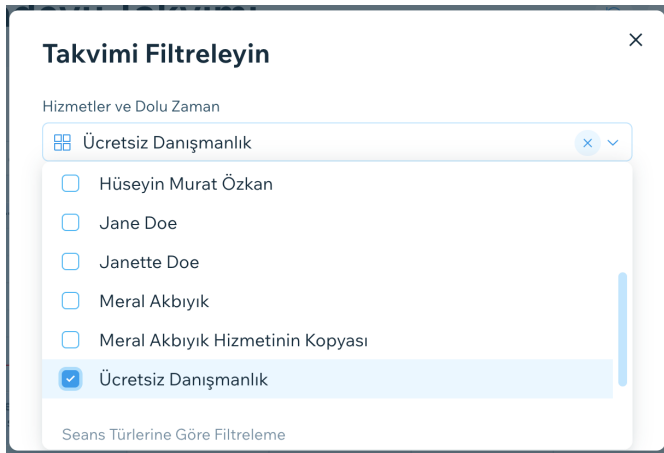 Takvimi Filtreleyin
Hizmetler ve Dolu Zaman
Ücretsiz Danışmanlık
Hüseyin Murat Özkan
Jane Doe
Janette Doe
Meral Akbıyık
Meral Akbıyık Hizmetinin Kopyası
Ücretsiz Danışmanlık
Seans Türlerine Göre Filtreleme